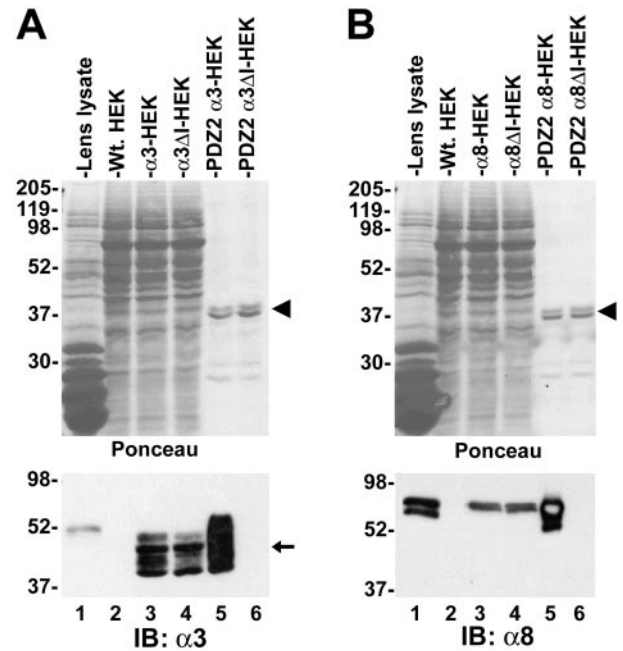 A
B
-Lens lysate
-Wt. HEK
-α3-HEK
-α3ΔI-HEK
-PDZ2 α3-HEK
-PDZ2 α3ΔI-HEK
-Lens lysate
-Wt. HEK
-α8-HEK
-α8ΔI-HEK
-PDZ2 α8-HEK
-PDZ2 α8ΔI-HEK
205-
119-
98-
52-
37-
30-
Ponceau
205-
119-
98-
52-
37-
30-
Ponceau
98-
52-
37-
1 2 3 4 5 6
IB: α3
98-
52-
37-
1 2 3 4 5 6
IB: α8